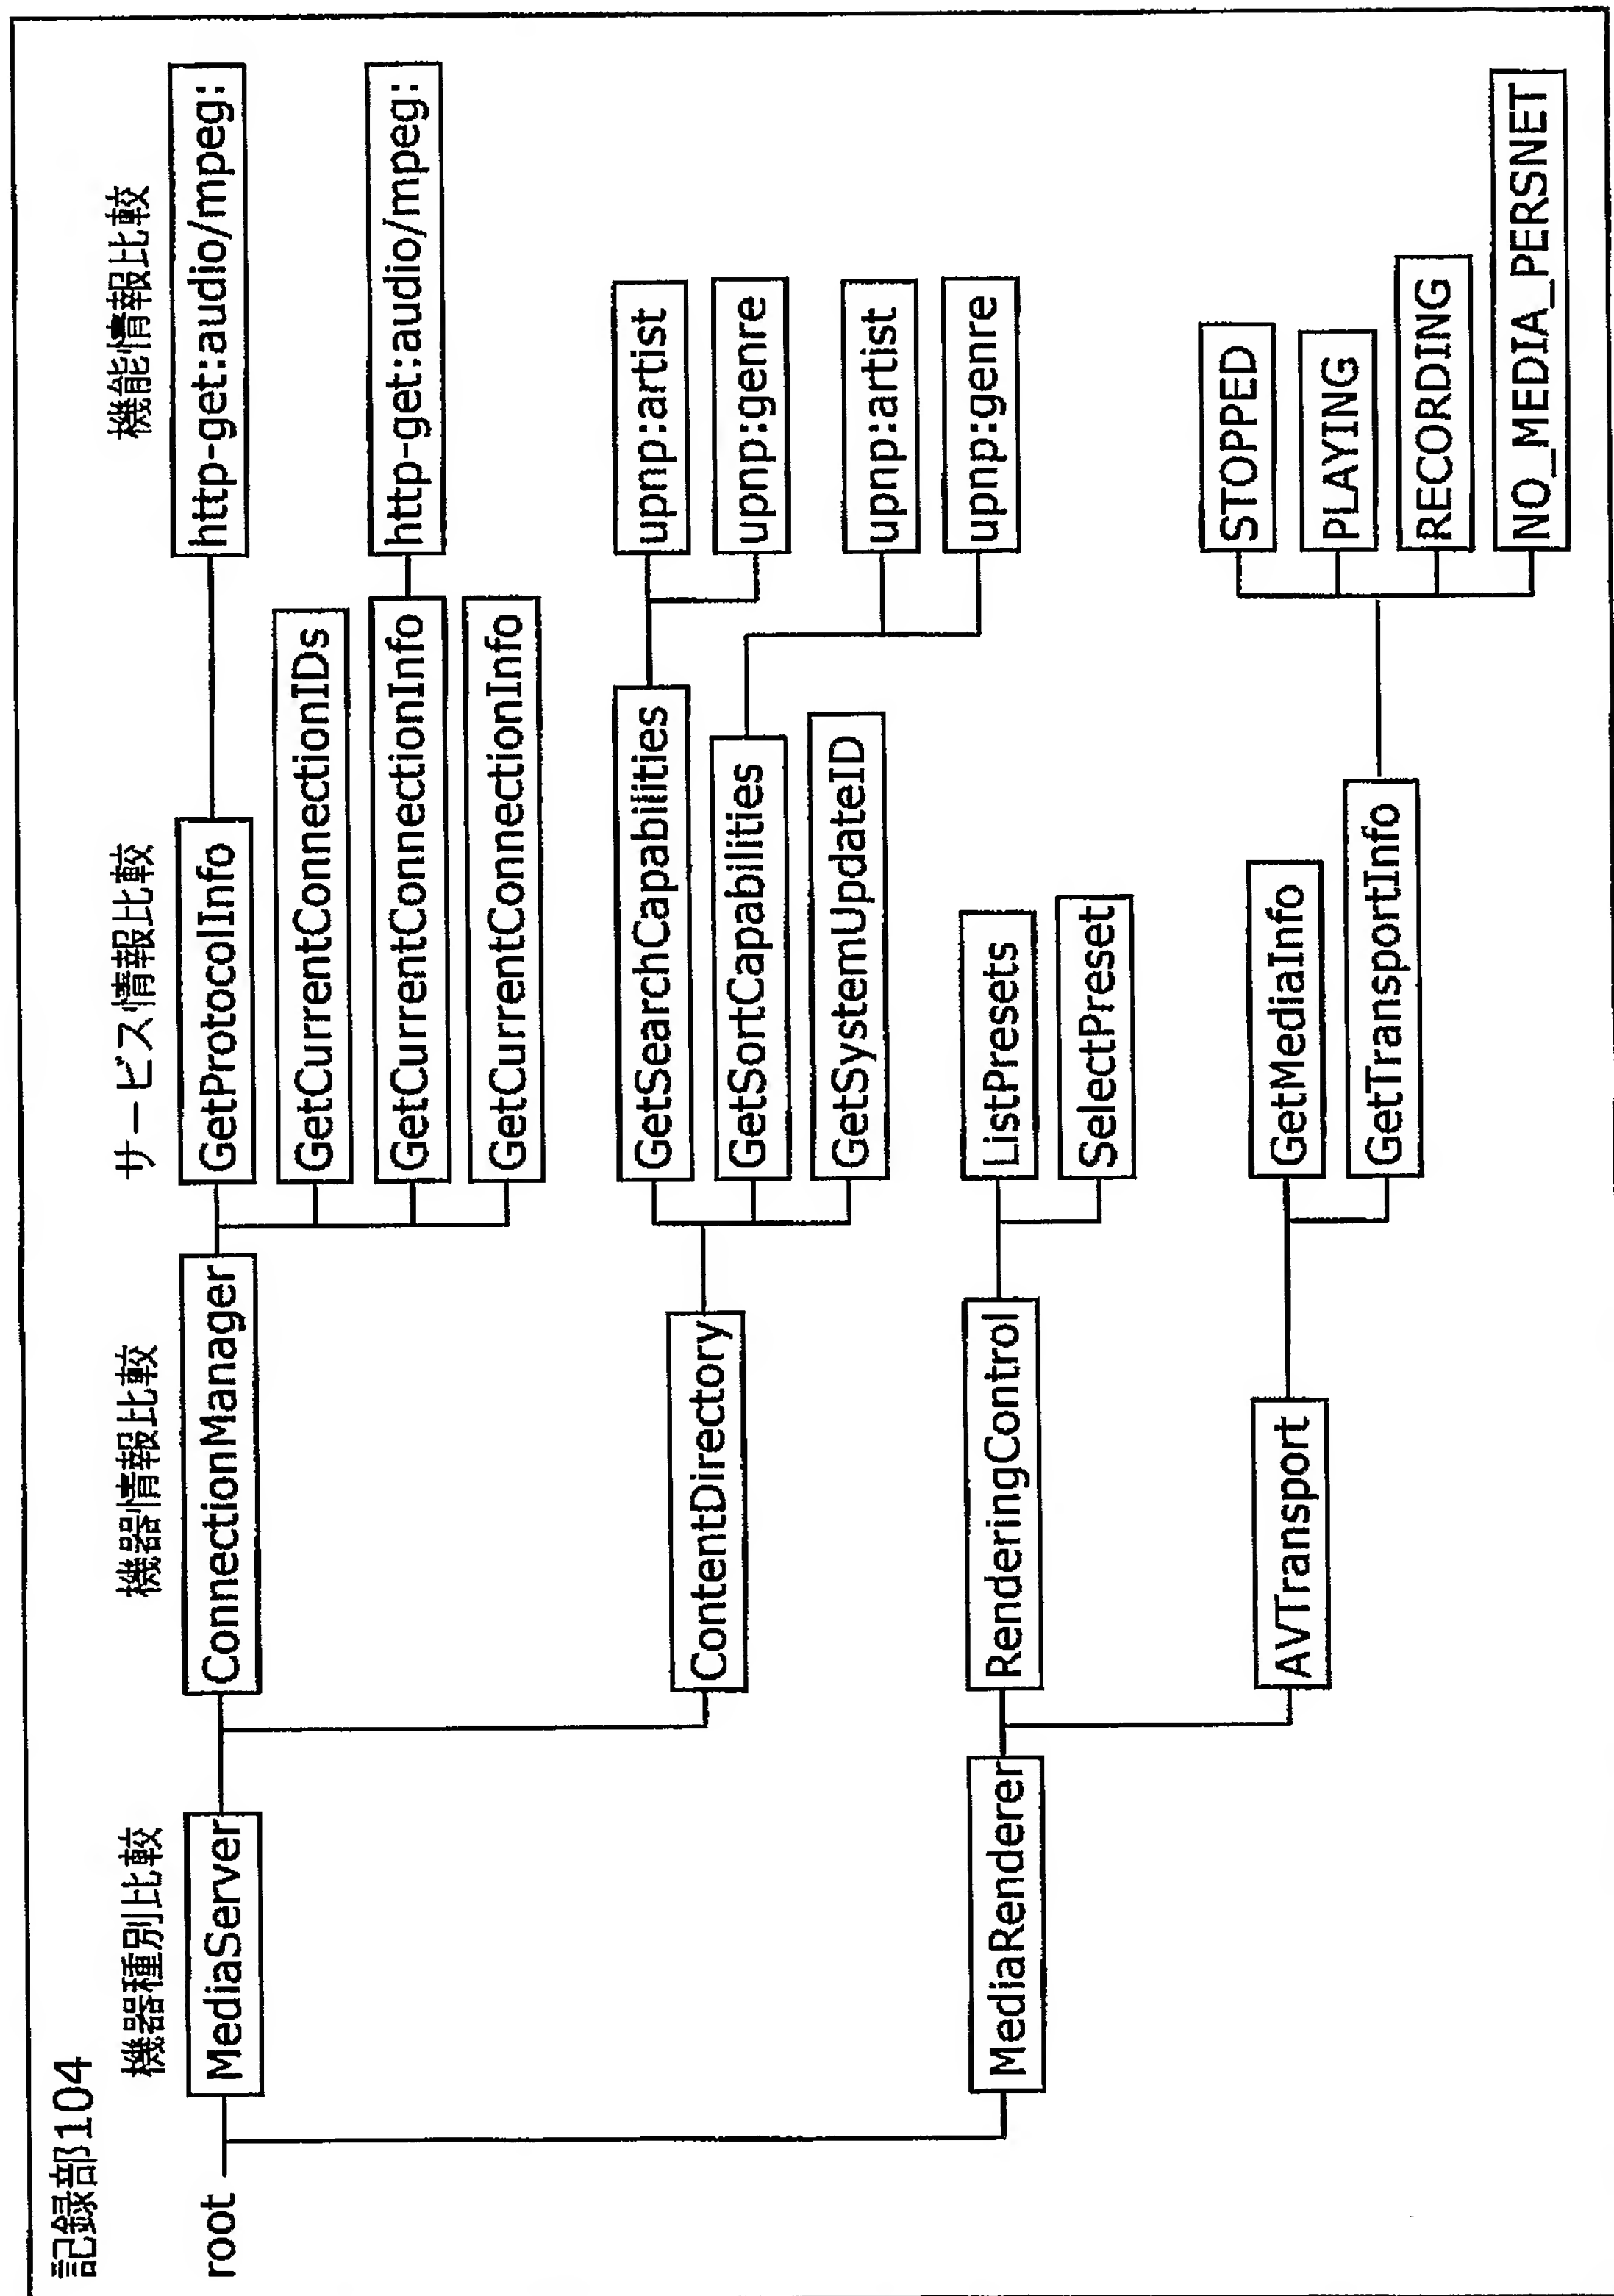 記録部104
機器種別比較
機器情報比較
サービス情報比較
機能情報比較
root
MediaServer
ConnectionManager
GetProtocolInfo
http-get:audio/mpeg:
GetCurrentConnectionIDs
GetCurrentConnectionInfo
http-get:audio/mpeg:
GetCurrentConnectionInfo
ContentDirectory
GetSearchCapabilities
upnp:artist
upnp:genre
GetSortCapabilities
upnp:artist
upnp:genre
GetSystemUpdateID
MediaRenderer
RenderingControl
ListPresets
SelectPreset
AVTransport
GetMediaInfo
GetTransportInfo
STOPPED
PLAYING
RECORDING
NO_MEDIA_PERSNET